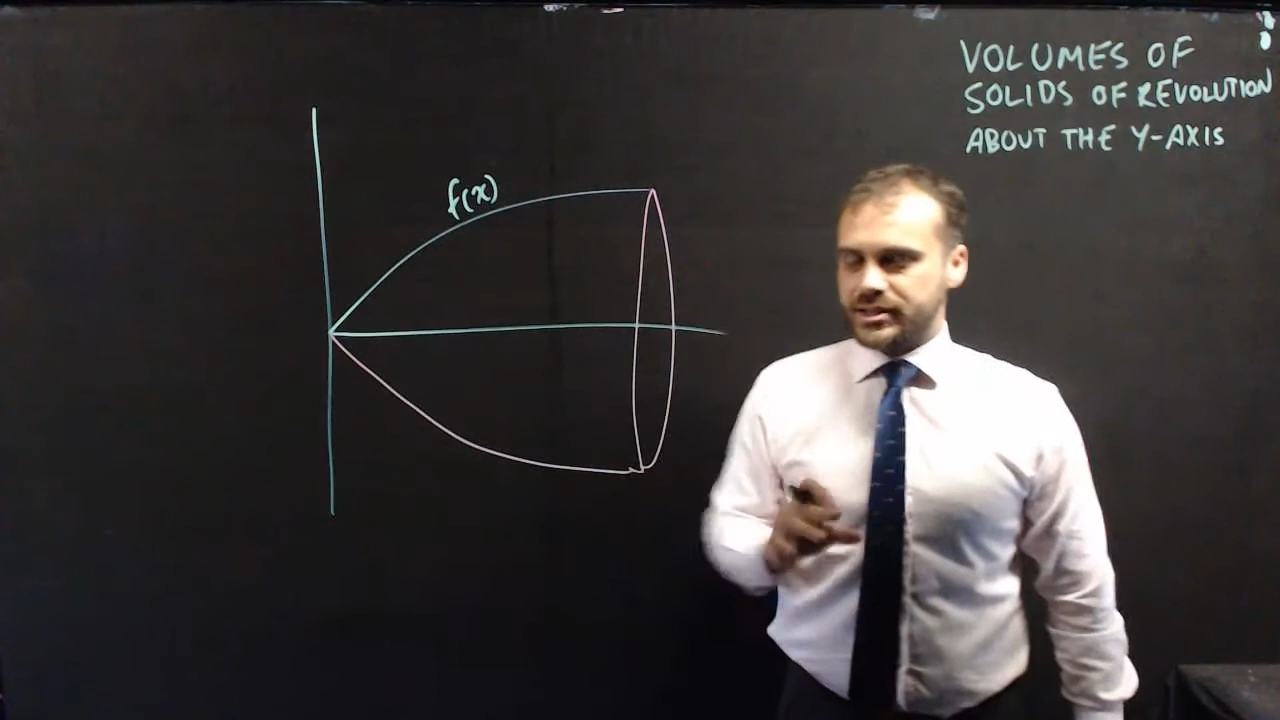 VOLUMES OF
SOLIDS OF REVOLUTION
ABOUT THE Y-AXIS
f(x)